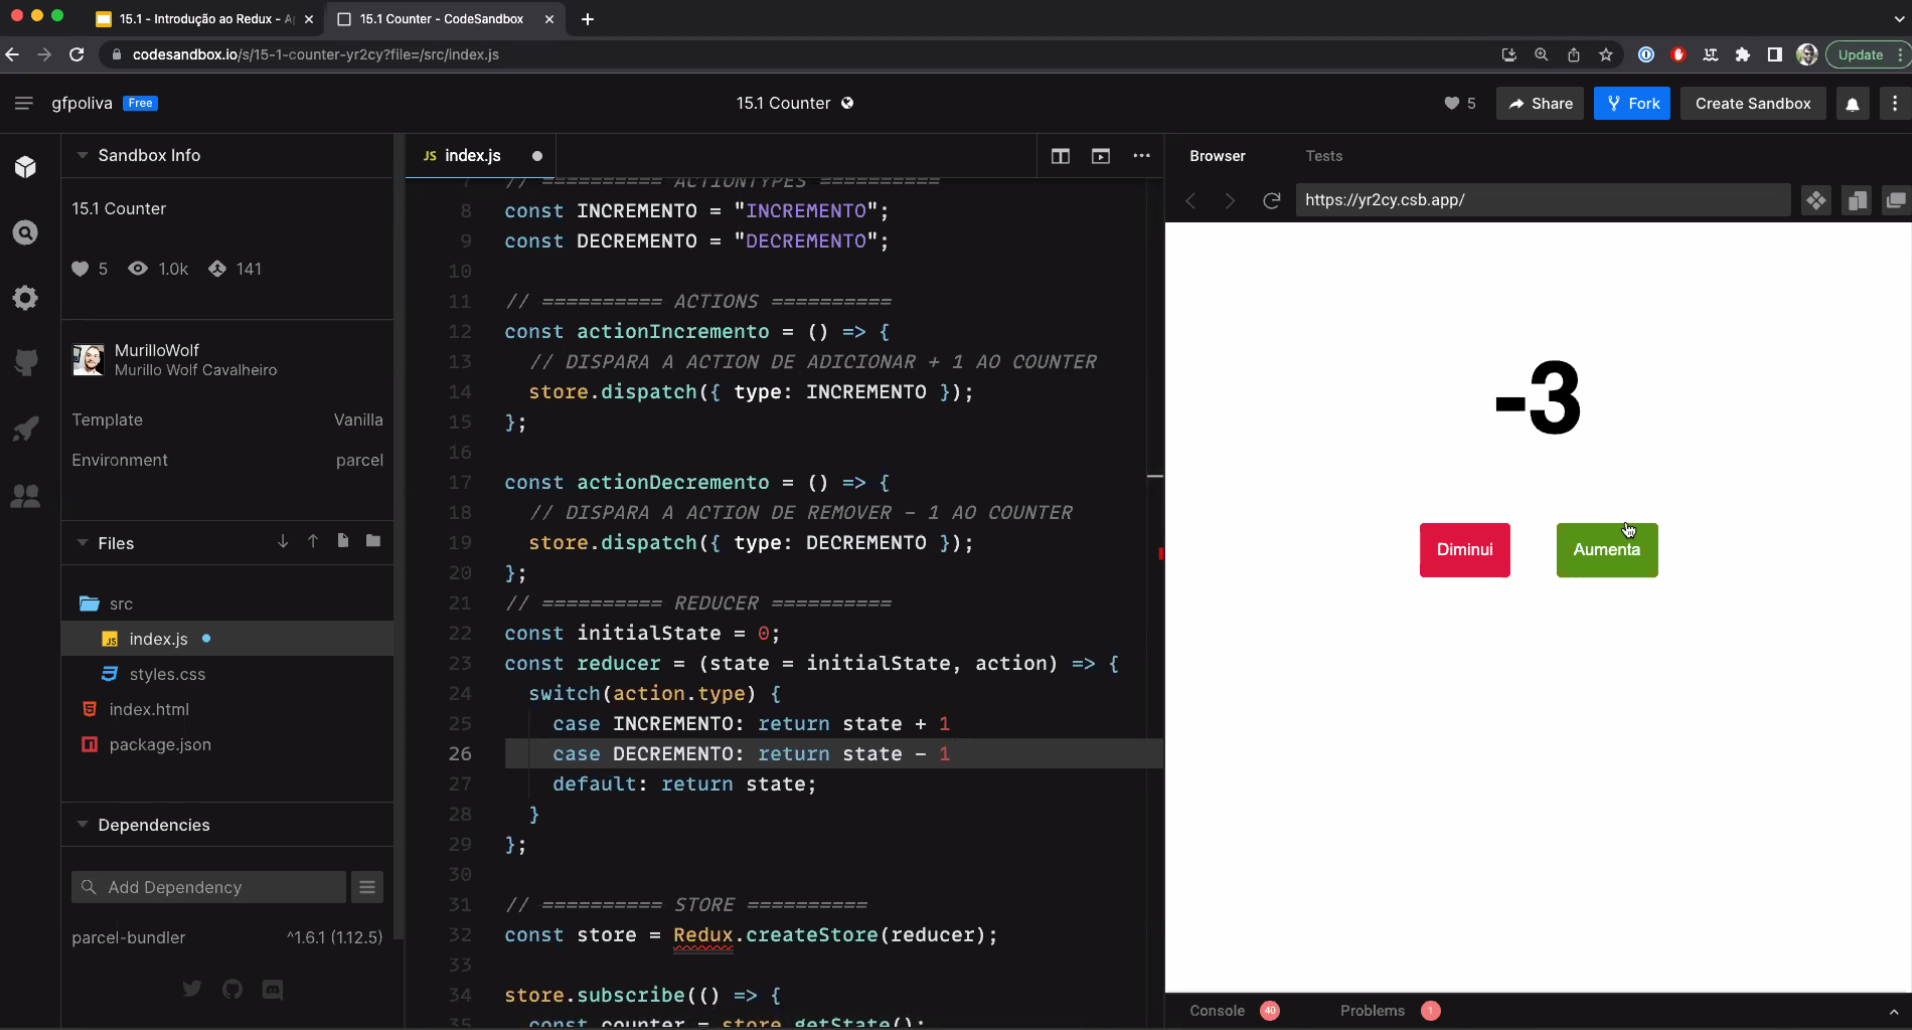 15.1 - Introdução ao Redux - A
15.1 Counter - CodeSandbox
codesandbox.io/s/15-1-counter-yr2cy?file=/src/index.js
Update
gfpoliva Free
15.1 Counter
5
Share
Fork
Create Sandbox
Sandbox Info
15.1 Counter
5 1.0k 141
MurilloWolf
Murillo Wolf Cavalheiro
Template Vanilla
Environment parcel
Files
src
index.js
styles.css
index.html
package.json
Dependencies
Add Dependency
parcel-bundler ^1.6.1 (1.12.5)
JS index.js
7 // ========== ACTIONTYPES ==========
8 const INCREMENTO = "INCREMENTO";
9 const DECREMENTO = "DECREMENTO";
10
11 // ========== ACTIONS ==========
12 const actionIncremento = () => {
13 // DISPARA A ACTION DE ADICIONAR + 1 AO COUNTER
14 store.dispatch({ type: INCREMENTO });
15 };
16
17 const actionDecremento = () => {
18 // DISPARA A ACTION DE REMOVER - 1 AO COUNTER
19 store.dispatch({ type: DECREMENTO });
20 };
21 // ========== REDUCER ==========
22 const initialState = 0;
23 const reducer = (state = initialState, action) => {
24 switch(action.type) {
25 case INCREMENTO: return state + 1
26 case DECREMENTO: return state - 1
27 default: return state;
28 }
29 };
30
31 // ========== STORE ==========
32 const store = Redux.createStore(reducer);
33
34 store.subscribe(() => {
35 const counter = store.getState();
Browser Tests
https://yr2cy.csb.app/
-3
Diminui Aumenta
Console 40 Problems 1